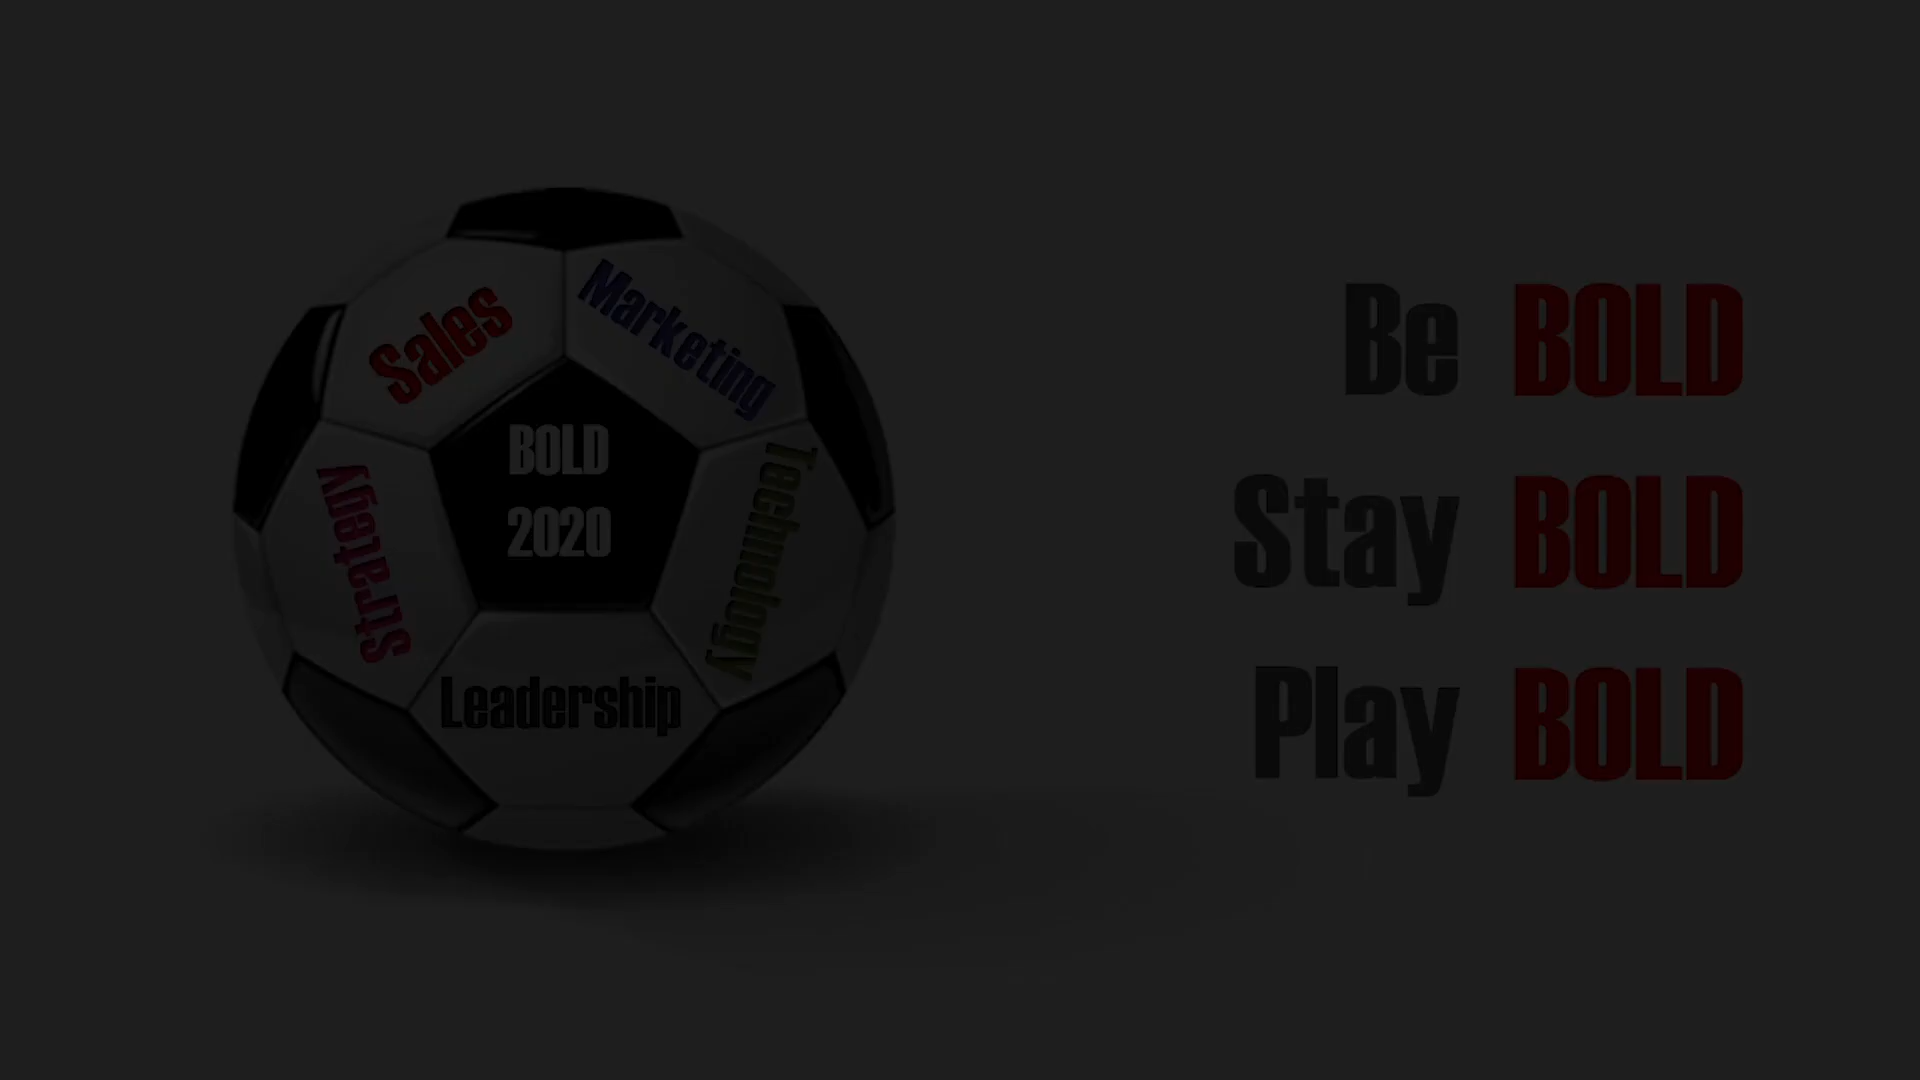 Sales
Marketing
BOLD
2020
strategy
Technology
Leadership
Be BOLD
Stay BOLD
Play BOLD